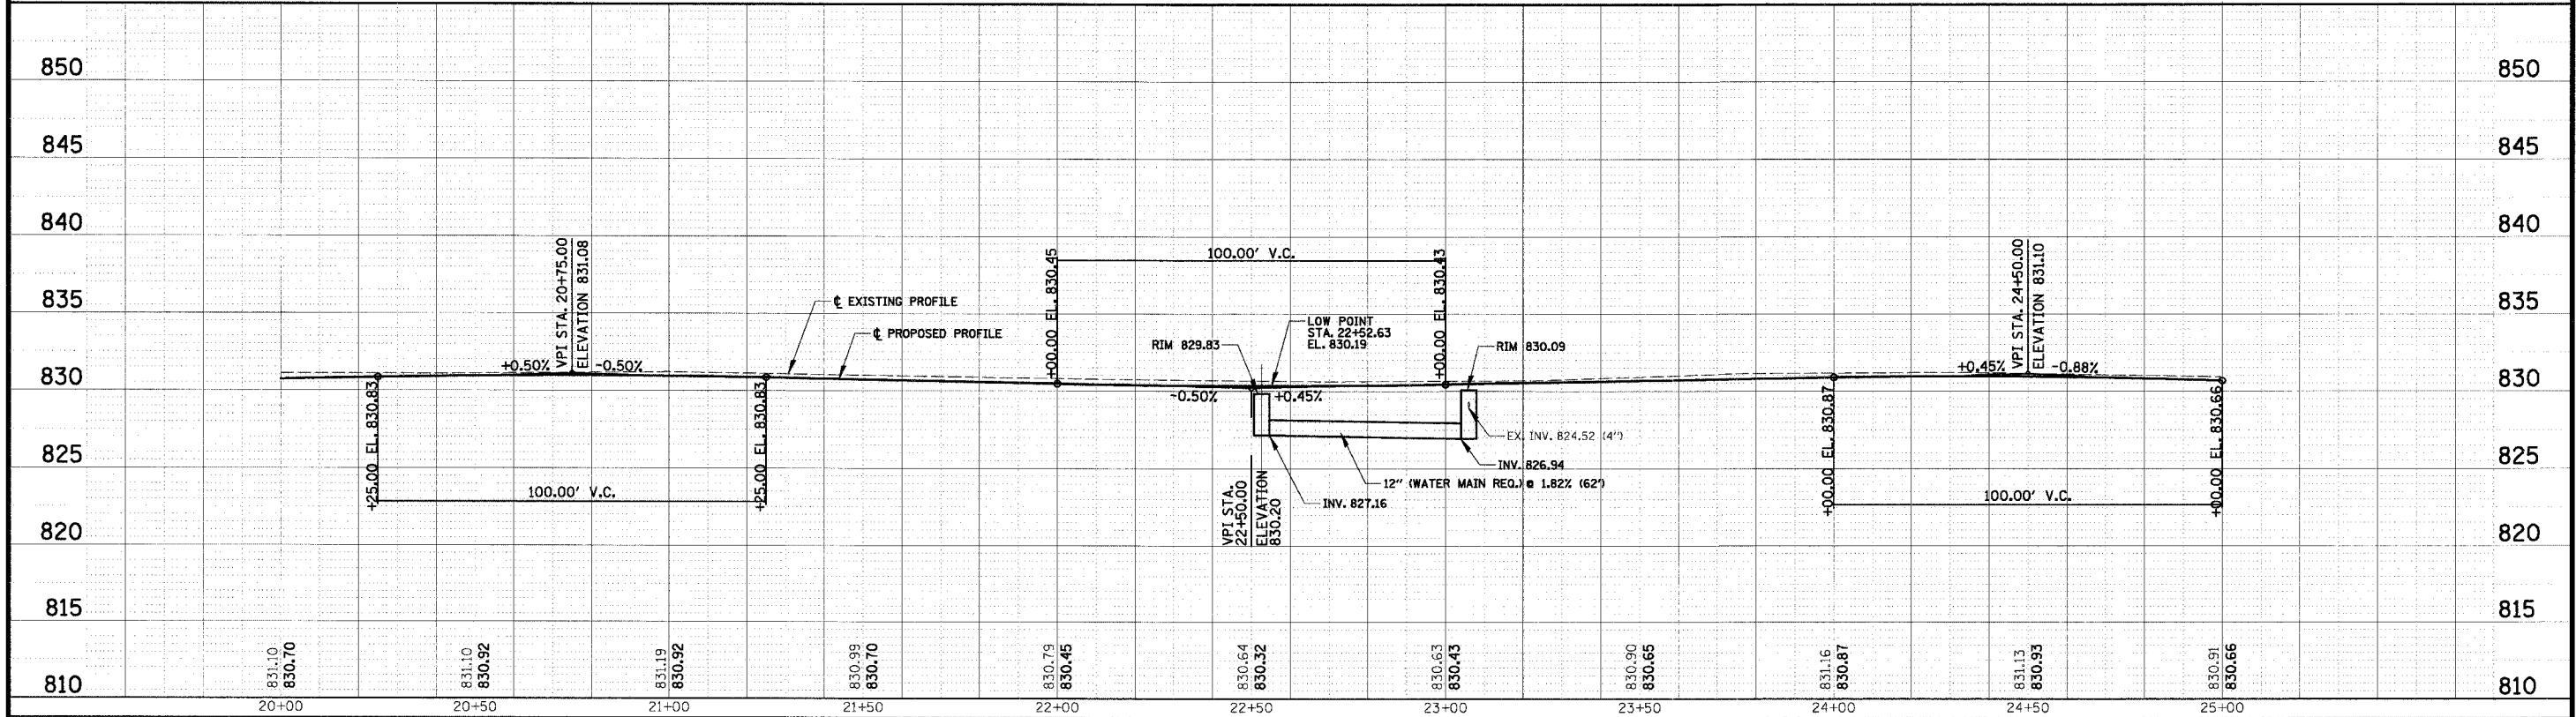 850
850
845
845
840
840
835
835
830
830
825
825
820
820
815
815
810
810
VPI STA. 20+75.00
ELEVATION 831.08
+0.50%
-0.50%
+25.00 EL. 830.83
+25.00 EL. 830.83
100.00' V.C.
℄ EXISTING PROFILE
℄ PROPOSED PROFILE
+00.00 EL. 830.45
100.00' V.C.
+00.00 EL. 830.43
RIM 829.83
LOW POINT
STA. 22+52.63
EL. 830.19
RIM 830.09
-0.50%
+0.45%
EX. INV. 824.52 (4")
INV. 826.94
12" (WATER MAIN REQ.) @ 1.82% (62')
INV. 827.16
VPI STA.
22+50.00
ELEVATION
830.20
VPI STA. 24+50.00
ELEVATION 831.10
+0.45%
-0.88%
+00.00 EL. 830.87
+00.00 EL. 830.66
100.00' V.C.
831.10
830.70
831.10
830.92
831.19
830.92
830.99
830.70
830.79
830.45
830.64
830.32
830.63
830.43
830.90
830.65
831.16
830.87
831.13
830.93
830.91
830.66
20+00
20+50
21+00
21+50
22+00
22+50
23+00
23+50
24+00
24+50
25+00